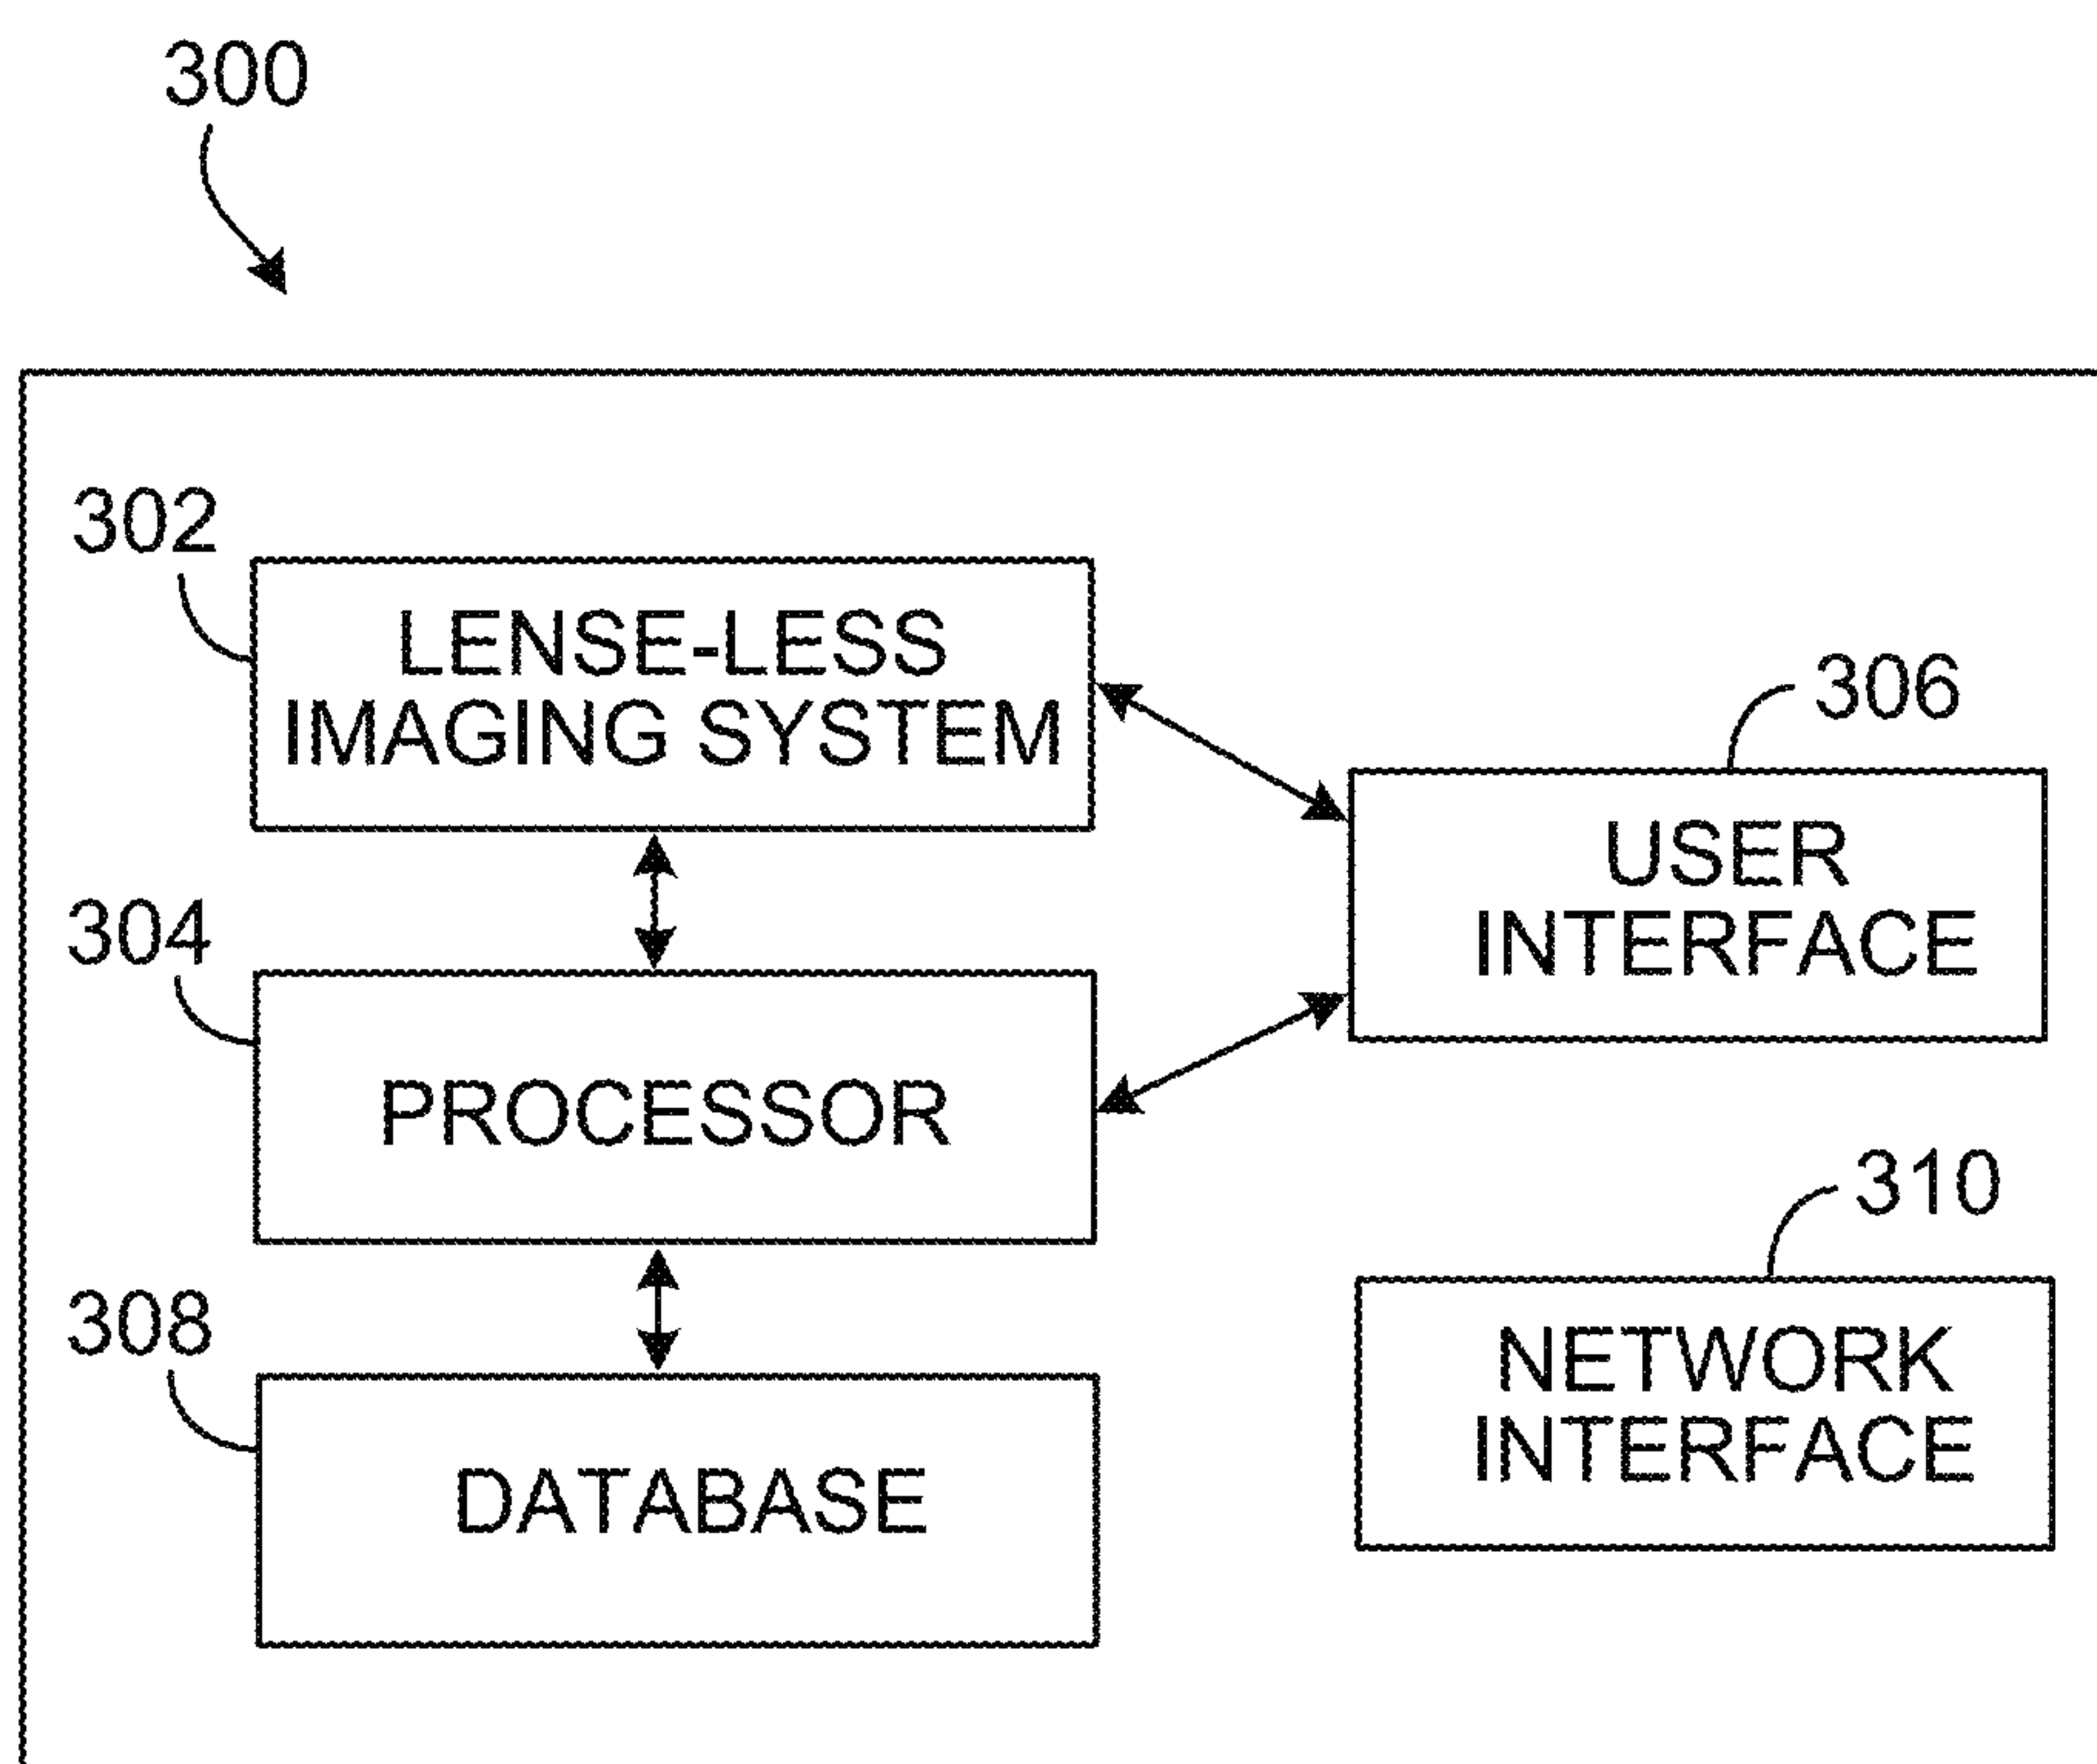 300
302
LENSE-LESS
IMAGING SYSTEM
306
USER
INTERFACE
304
PROCESSOR
310
NETWORK
INTERFACE
308
DATABASE